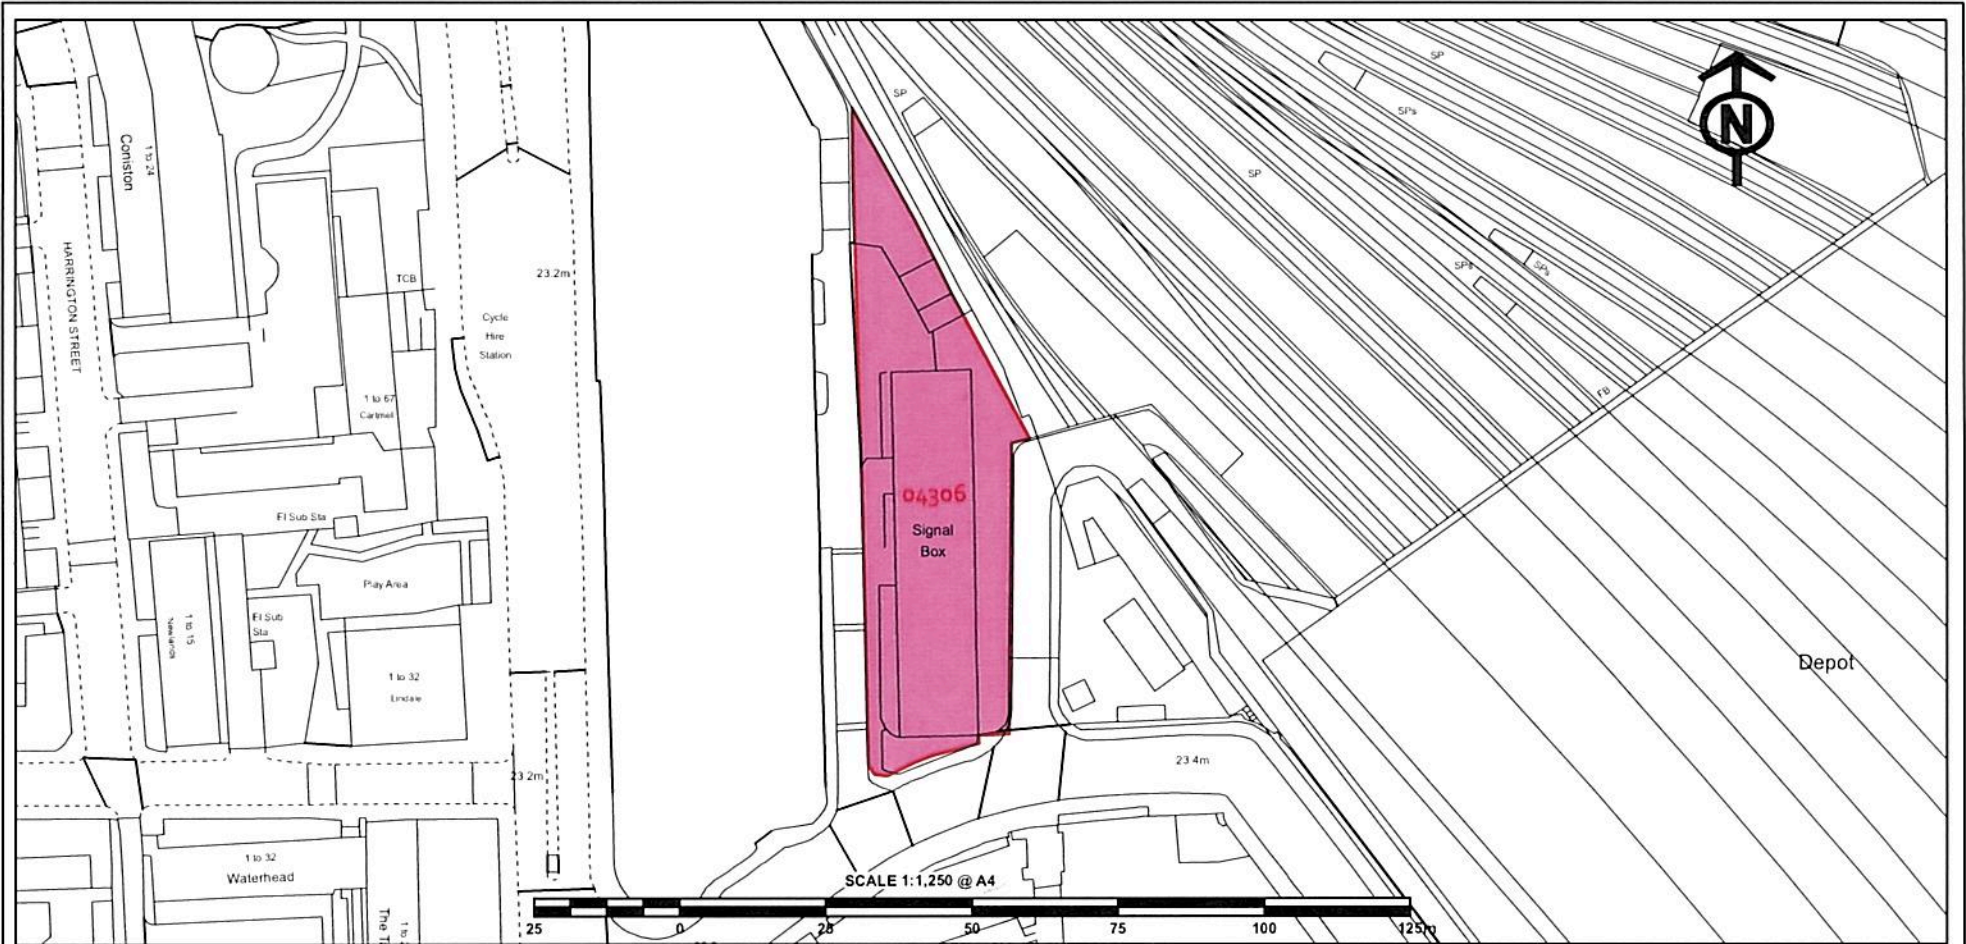 SP
SP
SPs
SP
SPs
SPs
N
1 to 24
Coniston
HARRINGTON STREET
TCB
23.2m
Cycle
Hire
Station
1 to 67
Cartmel
FB
04306
Signal
Box
El Sub Sta
Play Area
El Sub
Sta
1 to 15
Newlands
1 to 32
Lindale
Depot
23.4m
23.2m
1 to 32
Waterhead
SCALE 1:1,250 @ A4
25 0 25 50 75 100 125m